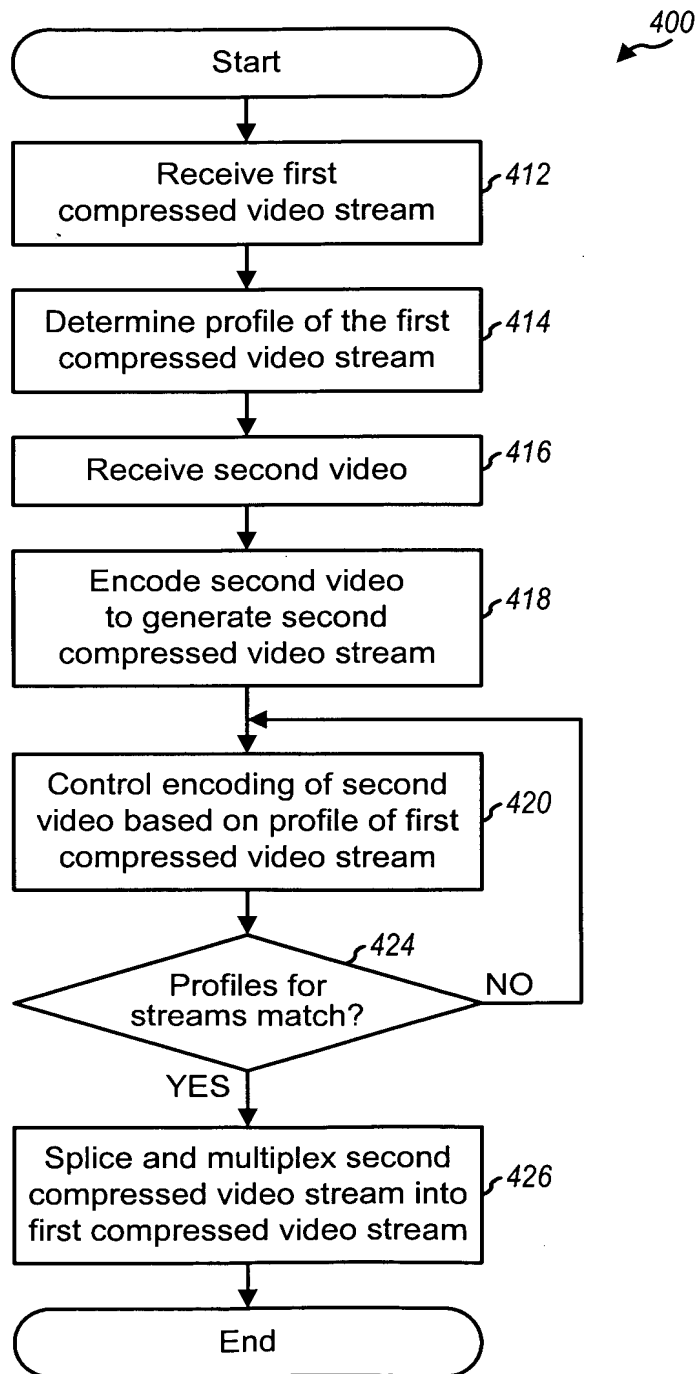 400
Start
Receive first
compressed video stream
412
Determine profile of the first
compressed video stream
414
Receive second video
416
Encode second video
to generate second
compressed video stream
418
Control encoding of second
video based on profile of first
compressed video stream
420
424
Profiles for
streams match?
NO
YES
Splice and multiplex second
compressed video stream into
first compressed video stream
426
End